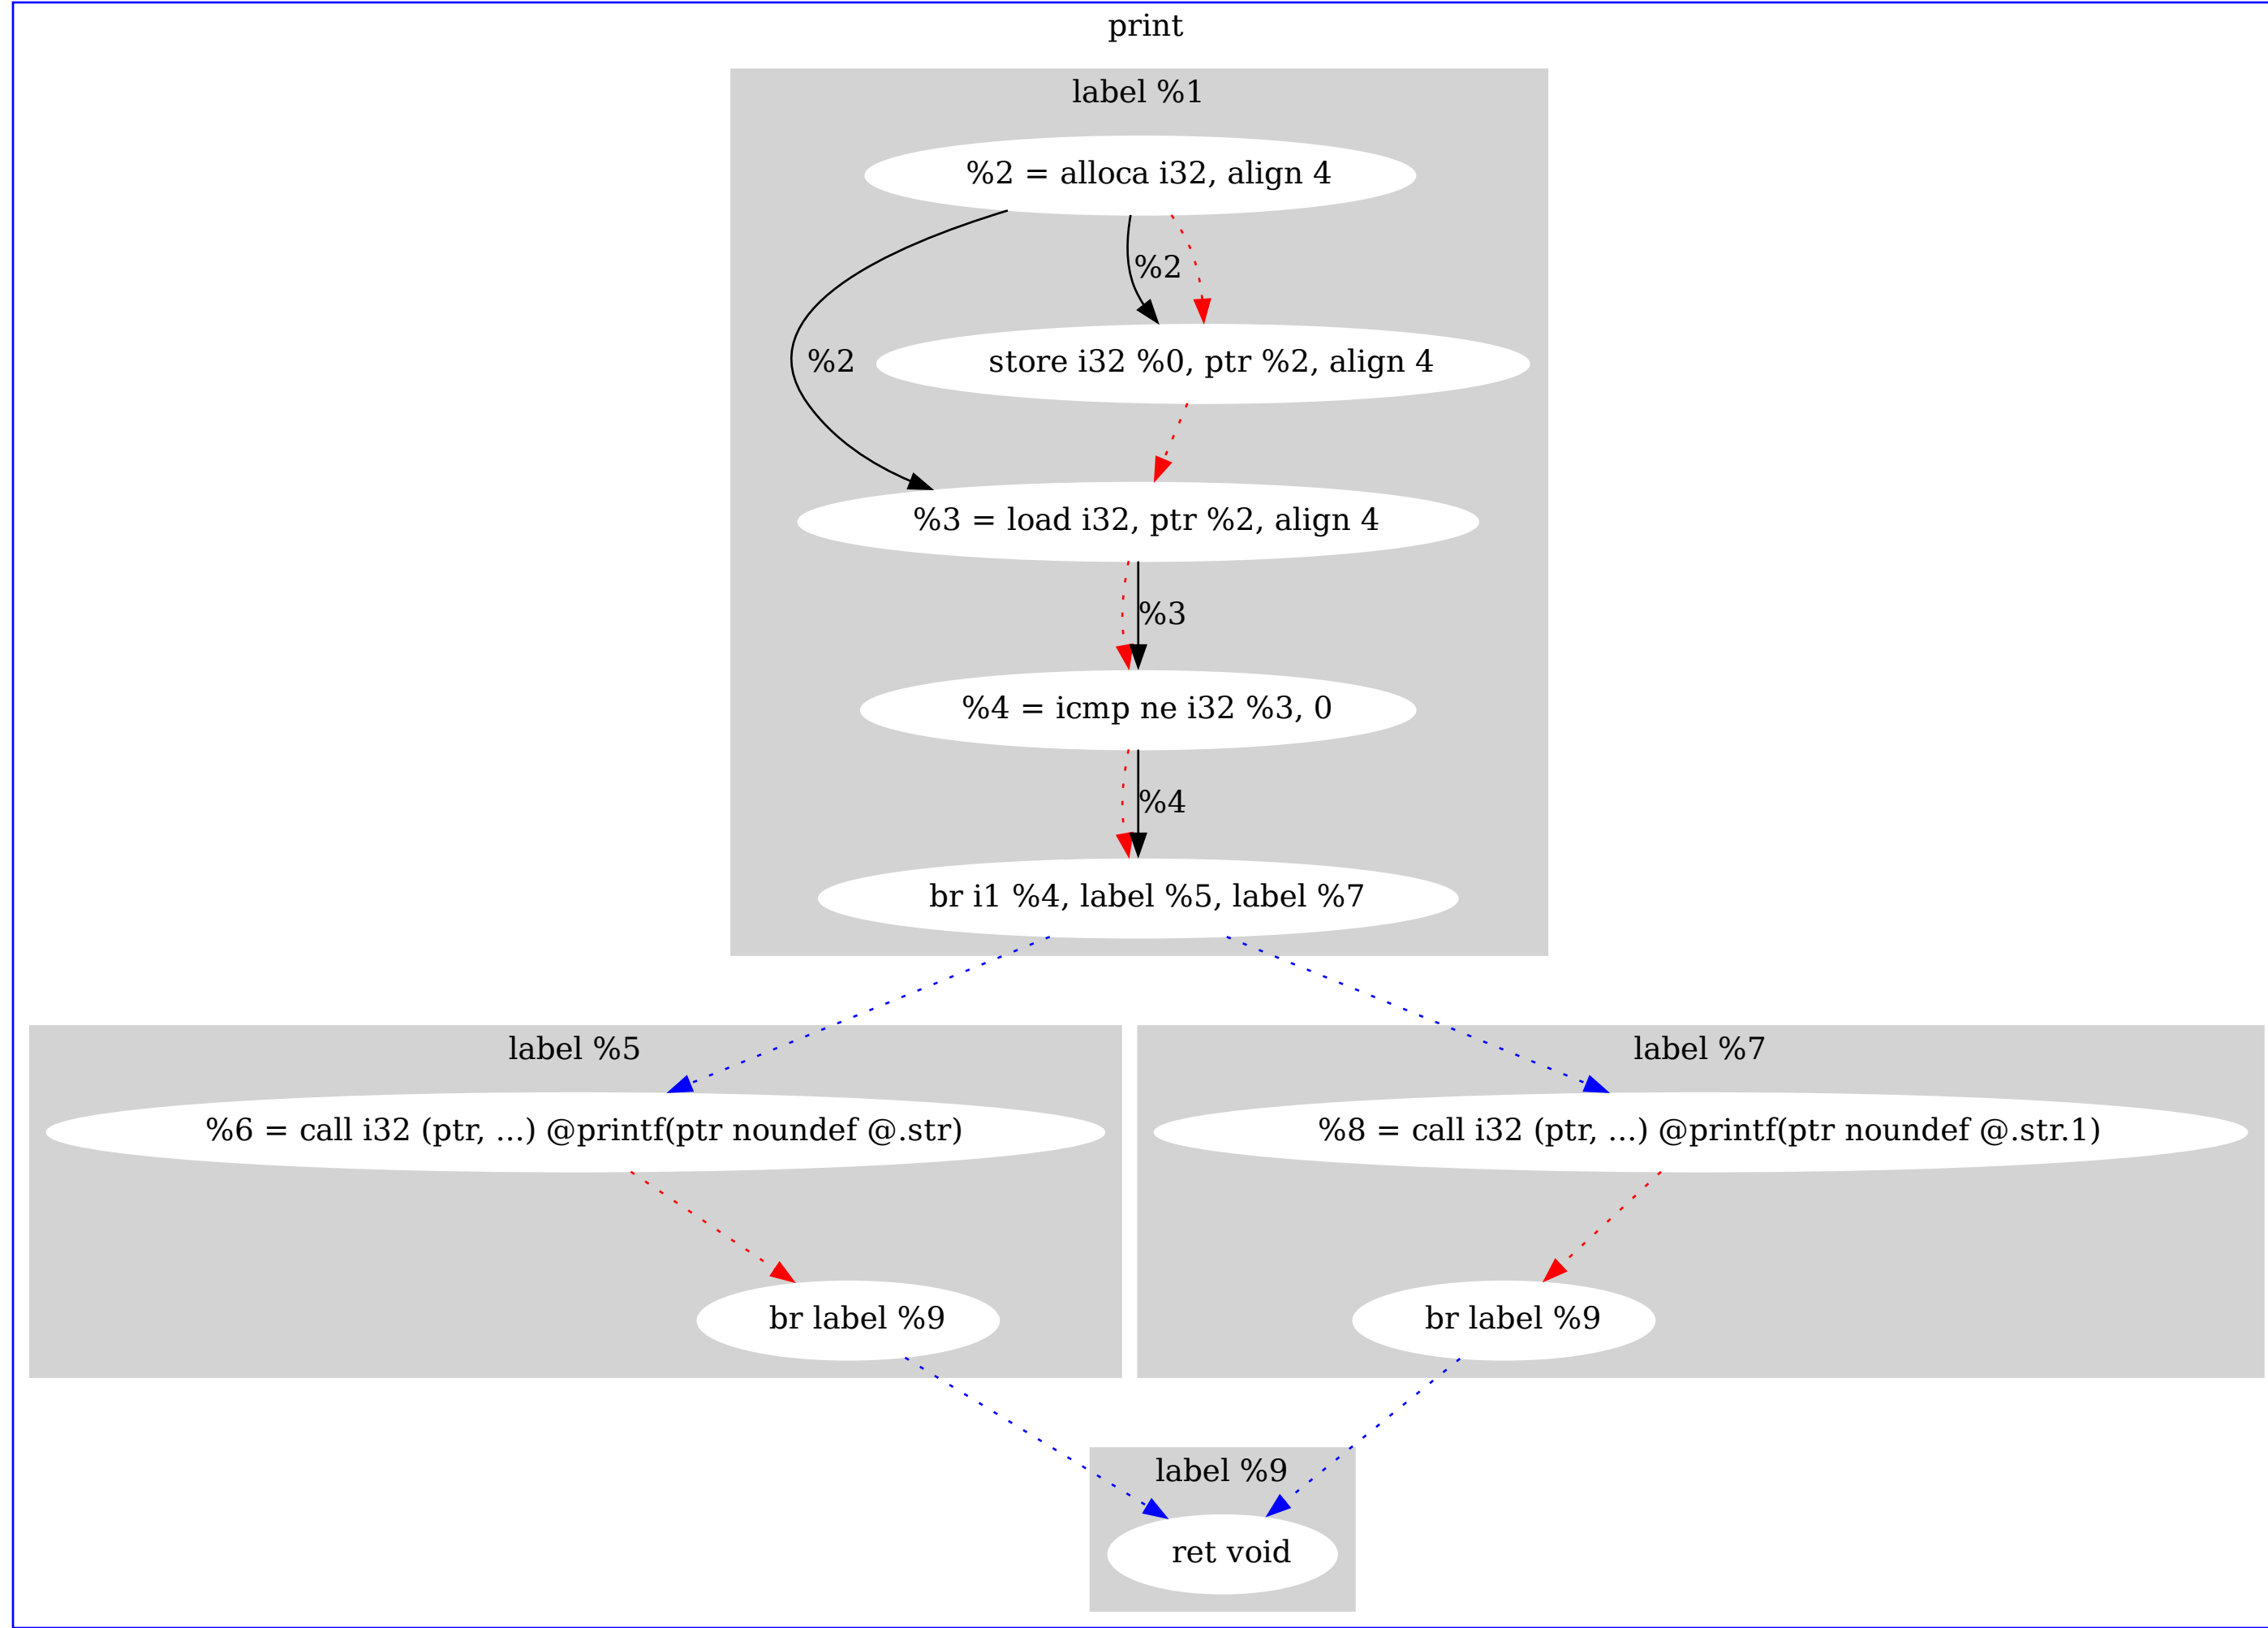 print
label %1
%2 = alloca i32, align 4
%2
%2
store i32 %0, ptr %2, align 4
%3 = load i32, ptr %2, align 4
%3
%4 = icmp ne i32 %3, 0
%4
br i1 %4, label %5, label %7
label %5
%6 = call i32 (ptr, ...) @printf(ptr noundef @.str)
br label %9
label %7
%8 = call i32 (ptr, ...) @printf(ptr noundef @.str.1)
br label %9
label %9
ret void